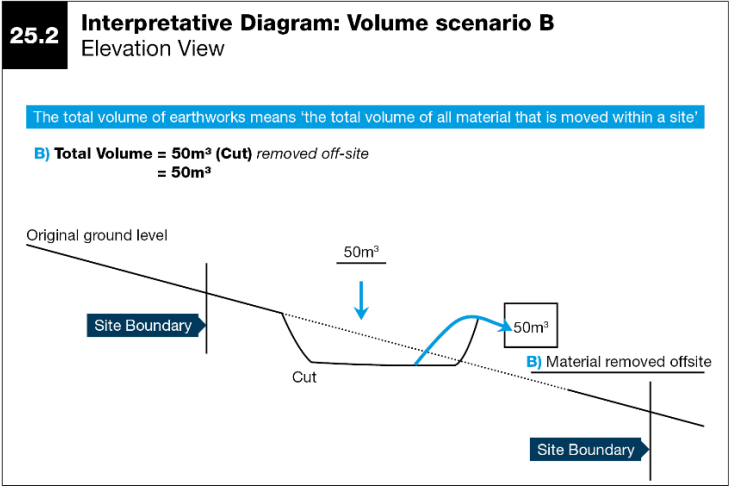 25.2
Interpretative Diagram: Volume scenario B
Elevation View
The total volume of earthworks means ‘the total volume of all material that is moved within a site’
B) Total Volume = 50m³ (Cut) removed off-site
= 50m³
Original ground level
50m³
Site Boundary
50m³
B) Material removed offsite
Cut
Site Boundary